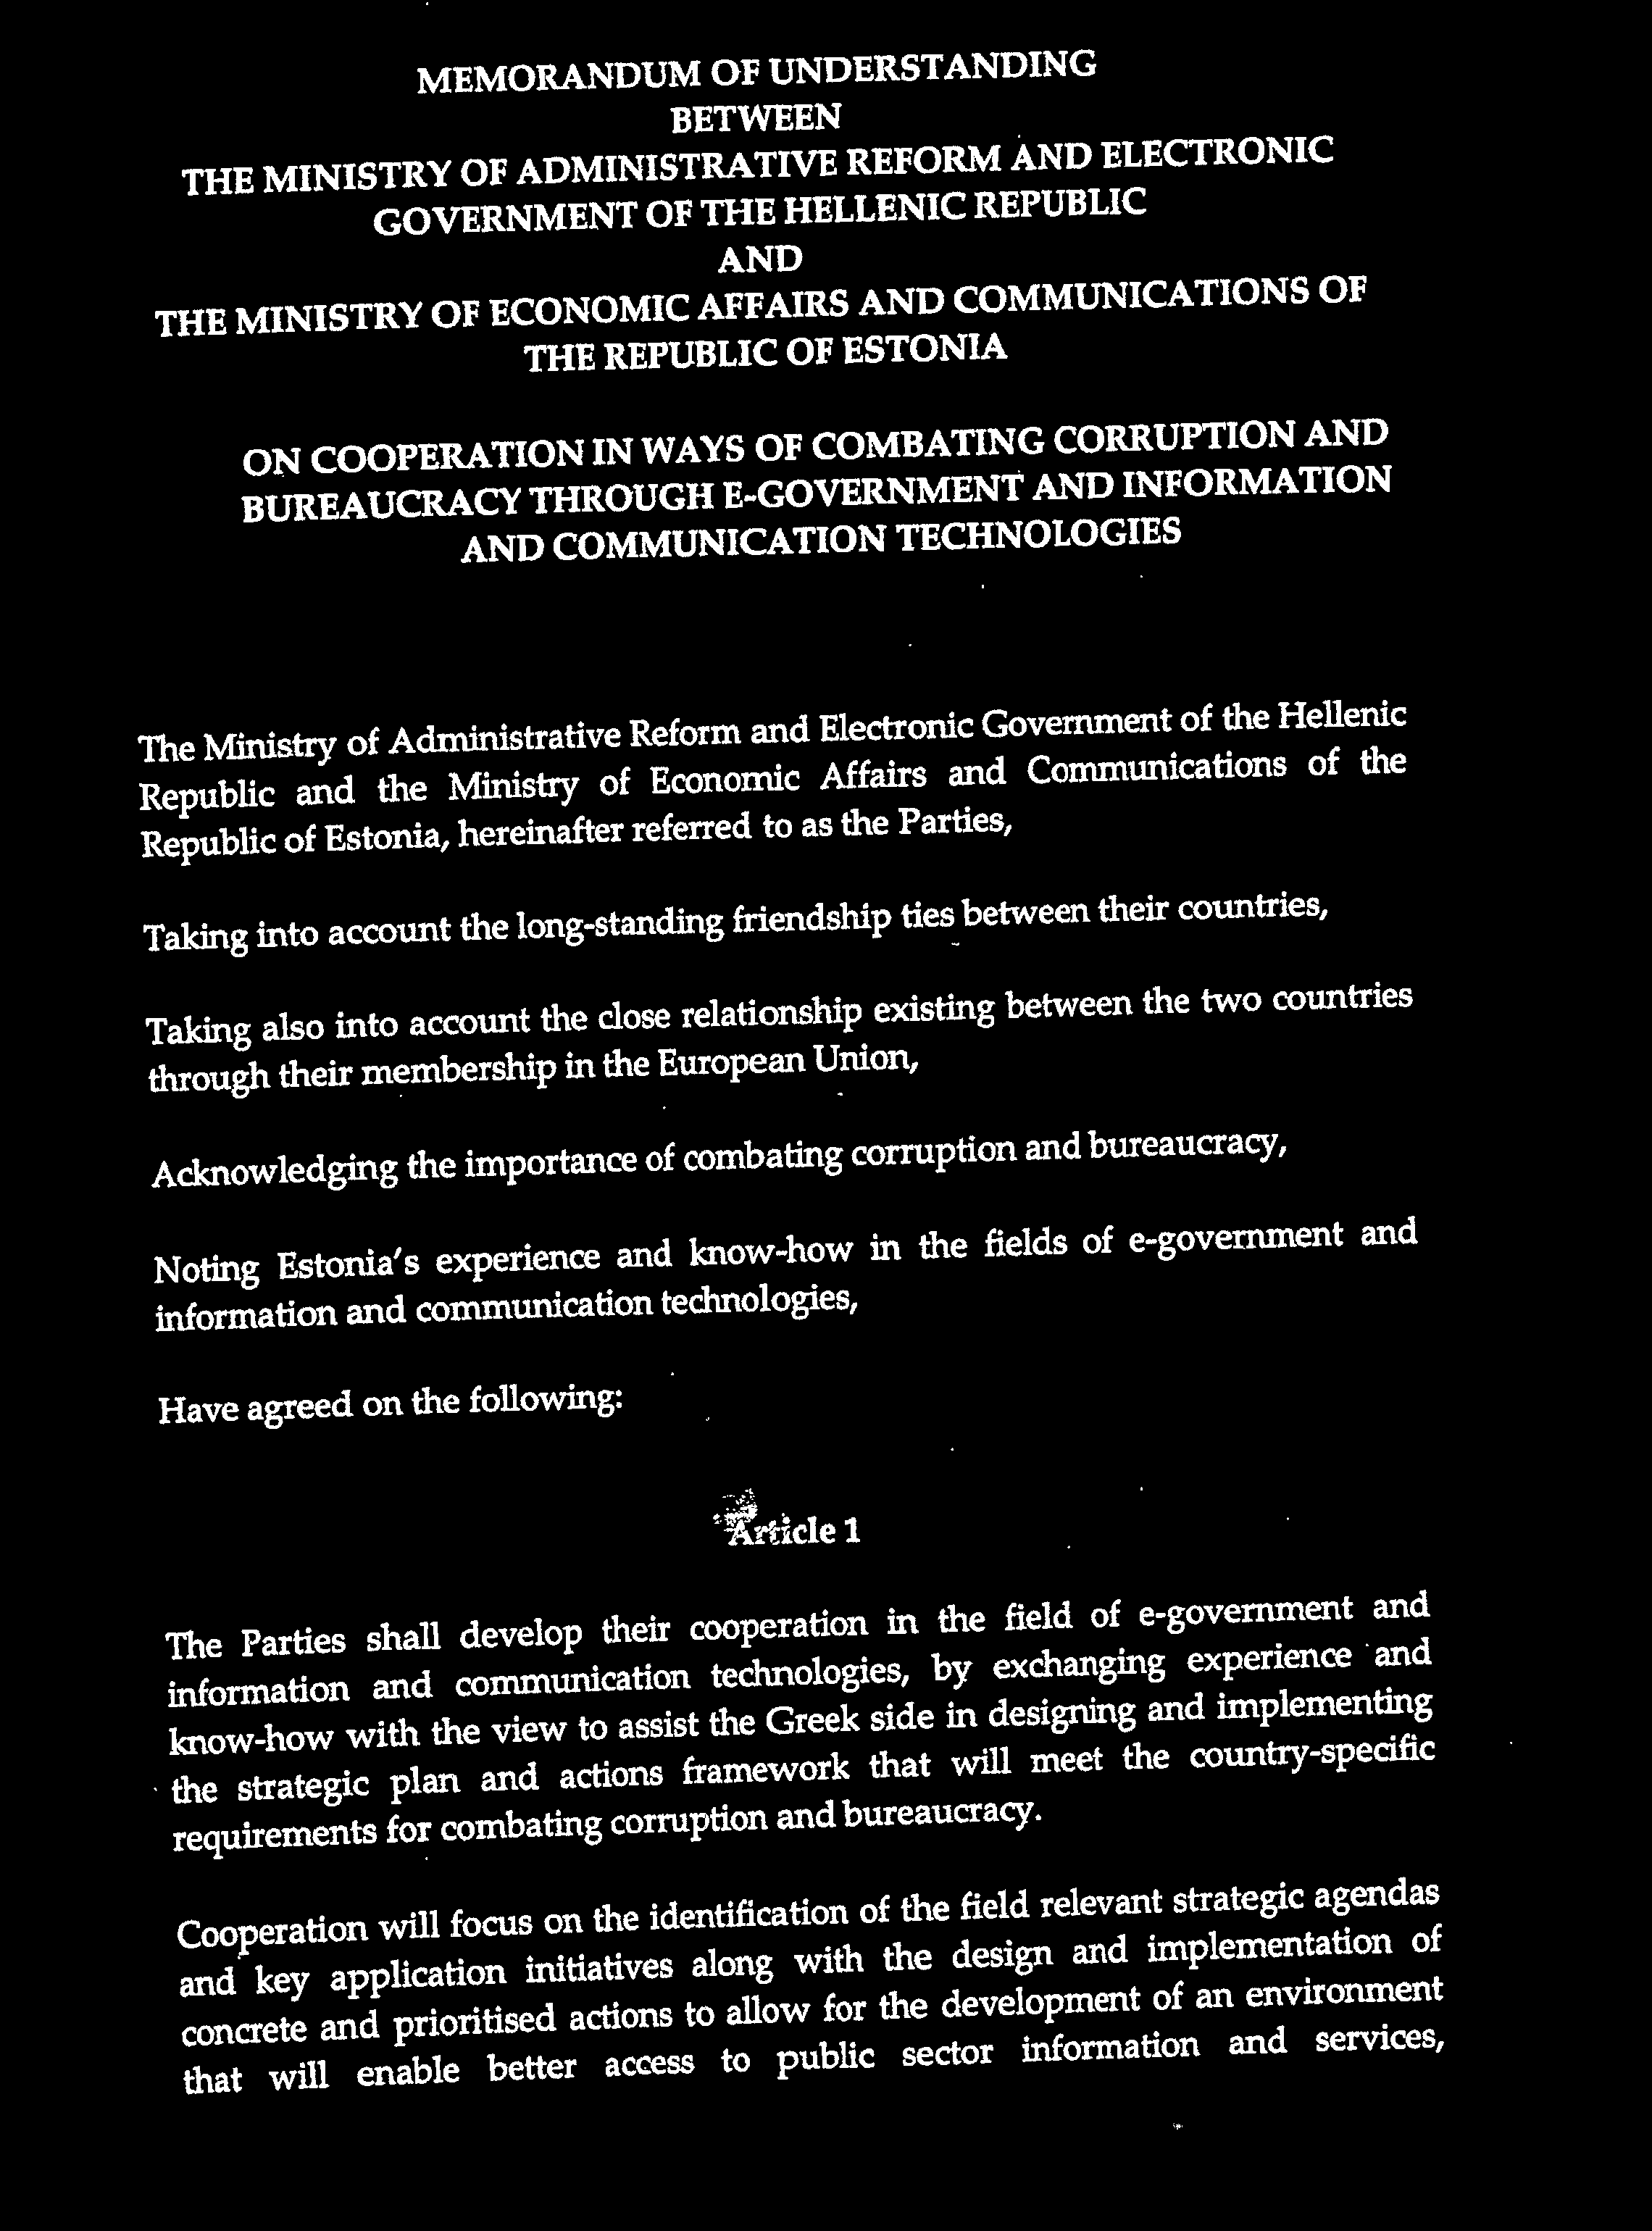 MEMORANDUM OF UNDERSTANDING
BETWEEN
THE MINISTRY OF ADMINISTRATIVE REFORM AND ELECTRONIC
GOVERNMENT OF THE HELLENIC REPUBLIC
AND
THE MINISTRY OF ECONOMIC AFFAIRS AND COMMUNICATIONS OF
THE REPUBLIC OF ESTONIA
ON COOPERATION IN WAYS OF COMBATING CORRUPTION AND
BUREAUCRACY THROUGH E-GOVERNMENT AND INFORMATION
AND COMMUNICATION TECHNOLOGIES
The Ministry of Administrative Reform and Electronic Government of the Hellenic
Republic and the Ministry of Economic Affairs and Communications of the
Republic of Estonia, hereinafter referred to as the Parties,
Taking into account the long-standing friendship ties between their countries,
Taking also into account the close relationship existing between the two countries
through their membership in the European Union,
Acknowledging the importance of combating corruption and bureaucracy,
Noting Estonia's experience and know-how in the fields of e-government and
information and communication technologies,
Have agreed on the following:
Article 1
The Parties shall develop their cooperation in the field of e-government and
information and communication technologies, by exchanging experience and
know-how with the view to assist the Greek side in designing and implementing
the strategic plan and actions framework that will meet the country-specific
requirements for combating corruption and bureaucracy.
Cooperation will focus on the identification of the field relevant strategic agendas
and key application initiatives along with the design and implementation of
concrete and prioritised actions to allow for the development of an environment
that will enable better access to public sector information and services,